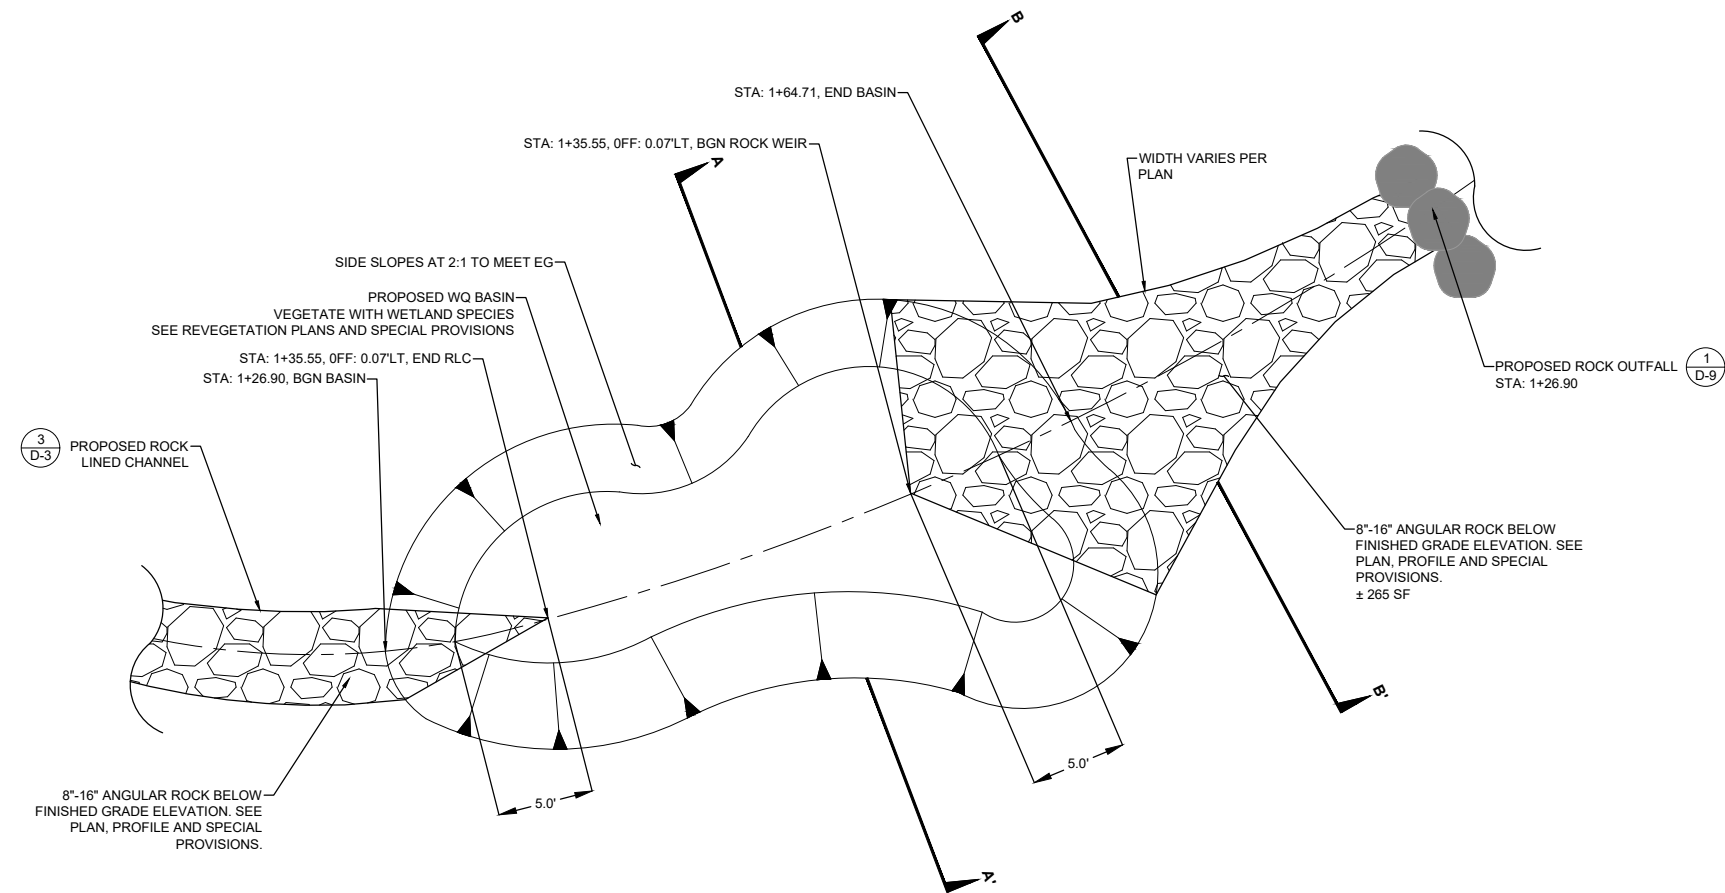 B
STA: 1+64.71, END BASIN
STA: 1+35.55, 0FF: 0.07'LT, BGN ROCK WEIR
A
WIDTH VARIES PER
PLAN
SIDE SLOPES AT 2:1 TO MEET EG
PROPOSED WQ BASIN
VEGETATE WITH WETLAND SPECIES
SEE REVEGETATION PLANS AND SPECIAL PROVISIONS
STA: 1+35.55, 0FF: 0.07'LT, END RLC
STA: 1+26.90, BGN BASIN
PROPOSED ROCK OUTFALL
STA: 1+26.90
1
D-9
3
D-3
PROPOSED ROCK
LINED CHANNEL
8"-16" ANGULAR ROCK BELOW
FINISHED GRADE ELEVATION. SEE
PLAN, PROFILE AND SPECIAL
PROVISIONS.
± 265 SF
B'
5.0'
5.0'
8"-16" ANGULAR ROCK BELOW
FINISHED GRADE ELEVATION. SEE
PLAN, PROFILE AND SPECIAL
PROVISIONS.
A'